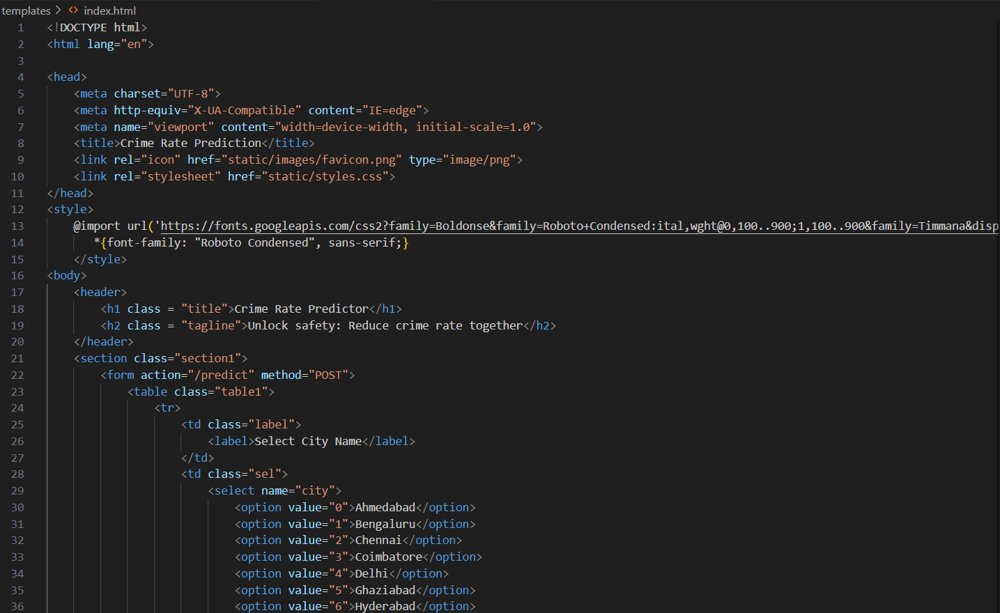 templates > <> index.html
1 <!DOCTYPE html>
2 <html lang="en">
3
4 <head>
5 <meta charset="UTF-8">
6 <meta http-equiv="X-UA-Compatible" content="IE=edge">
7 <meta name="viewport" content="width=device-width, initial-scale=1.0">
8 <title>Crime Rate Prediction</title>
9 <link rel="icon" href="static/images/favicon.png" type="image/png">
10 <link rel="stylesheet" href="static/styles.css">
11 </head>
12 <style>
13 @import url('https://fonts.googleapis.com/css2?family=Boldonse&family=Roboto+Condensed:ital,wght@0,100..900;1,100..900&family=Timmana&disp
14 *{font-family: "Roboto Condensed", sans-serif;}
15 </style>
16 <body>
17 <header>
18 <h1 class = "title">Crime Rate Predictor</h1>
19 <h2 class = "tagline">Unlock safety: Reduce crime rate together</h2>
20 </header>
21 <section class="section1">
22 <form action="/predict" method="POST">
23 <table class="table1">
24 <tr>
25 <td class="label">
26 <label>Select City Name</label>
27 </td>
28 <td class="sel">
29 <select name="city">
30 <option value="0">Ahmedabad</option>
31 <option value="1">Bengaluru</option>
32 <option value="2">Chennai</option>
33 <option value="3">Coimbatore</option>
34 <option value="4">Delhi</option>
35 <option value="5">Ghaziabad</option>
36 <option value="6">Hyderabad</option>